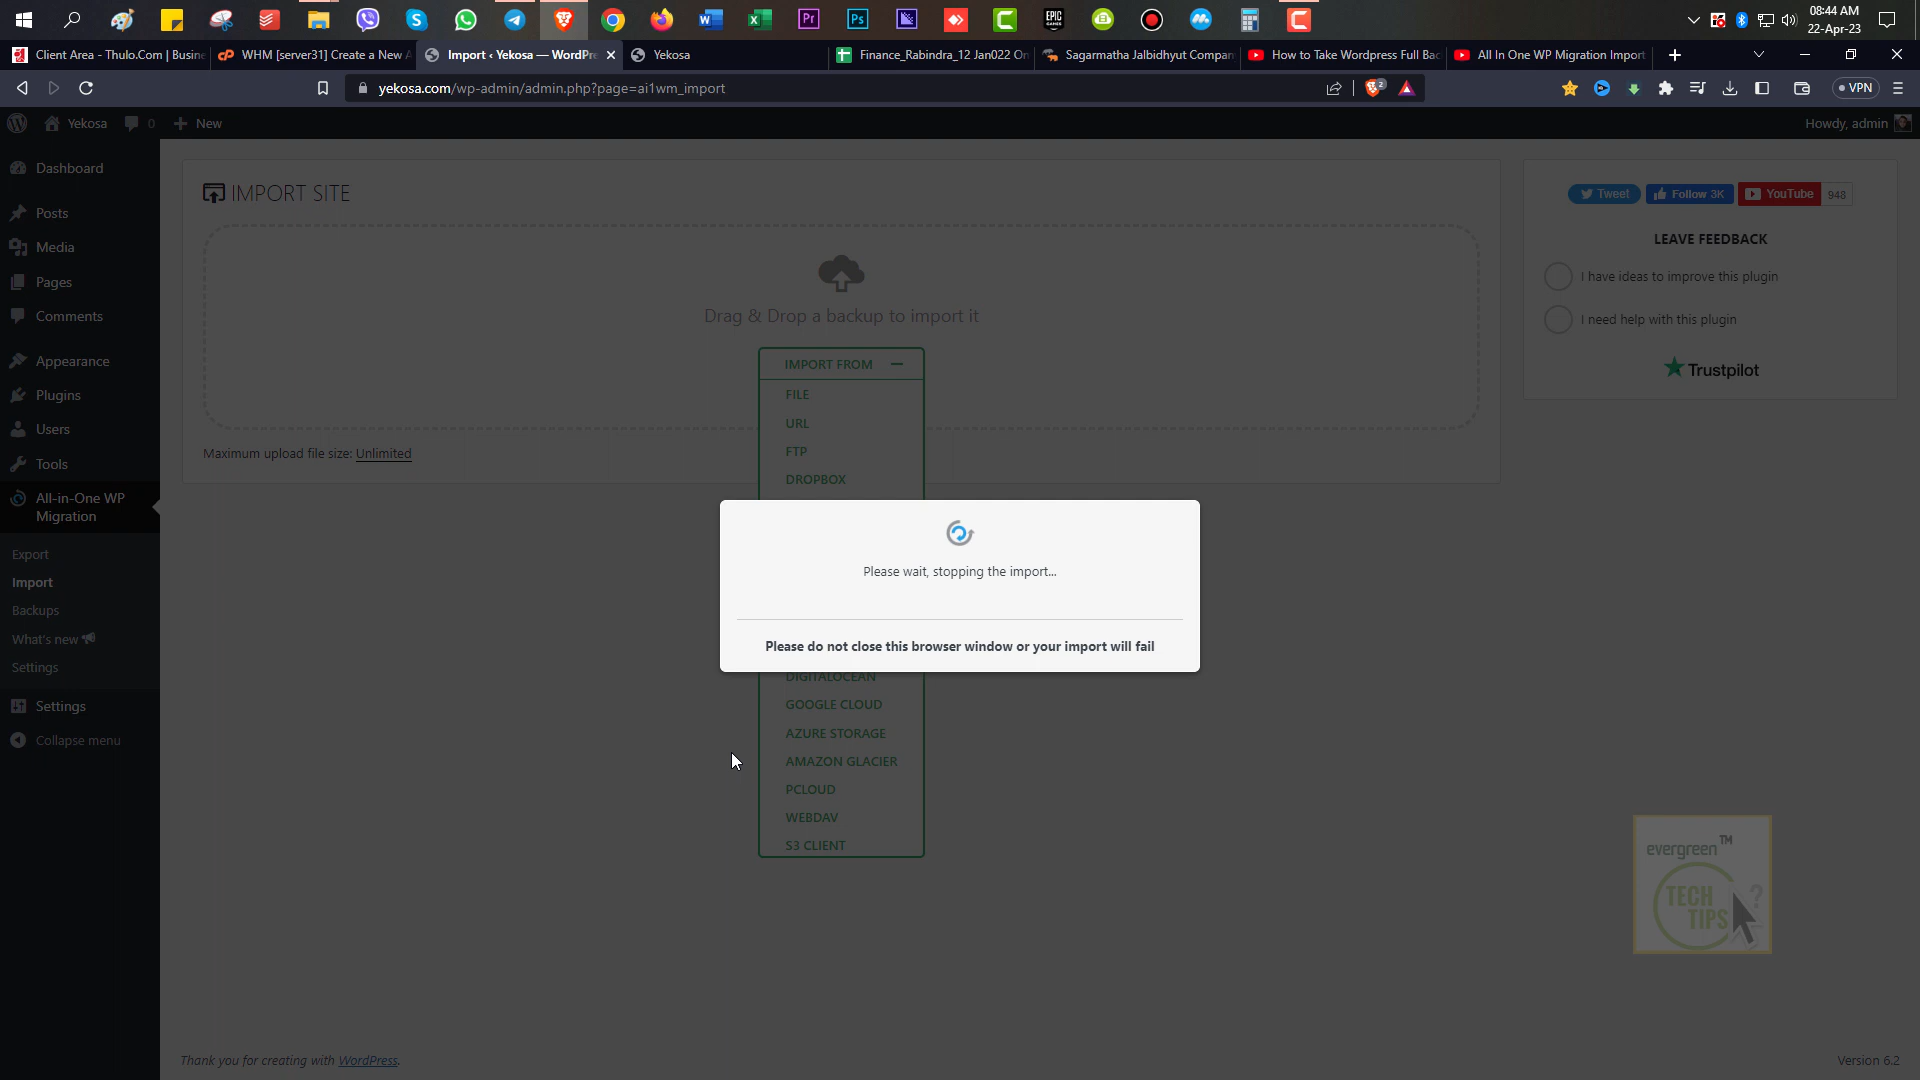 08:44 AM
22-Apr-23
Client Area - Thulo.Com | Busine
WHM [server31] Create a New A
Import ‹ Yekosa — WordPre
Yekosa
Finance_Rabindra_12 Jan022 On
Sagarmatha Jalbidhyut Compan
How to Take Wordpress Full Bac
All In One WP Migration Import
yekosa.com/wp-admin/admin.php?page=ai1wm_import
2
VPN
Yekosa
0
New
Howdy, admin
Dashboard
Posts
Media
Pages
Comments
Appearance
Plugins
Users
Tools
All-in-One WP
Migration
Export
Import
Backups
What's new
Settings
Settings
Collapse menu
IMPORT SITE
Drag & Drop a backup to import it
IMPORT FROM
FILE
URL
FTP
DROPBOX
Maximum upload file size: Unlimited
Please wait, stopping the import...
Please do not close this browser window or your import will fail
DIGITALOCEAN
GOOGLE CLOUD
AZURE STORAGE
AMAZON GLACIER
PCLOUD
WEBDAV
S3 CLIENT
Tweet
Follow 3K
YouTube
948
LEAVE FEEDBACK
I have ideas to improve this plugin
I need help with this plugin
Trustpilot
evergreen™
TECH
TIPS
?
Thank you for creating with WordPress.
Version 6.2